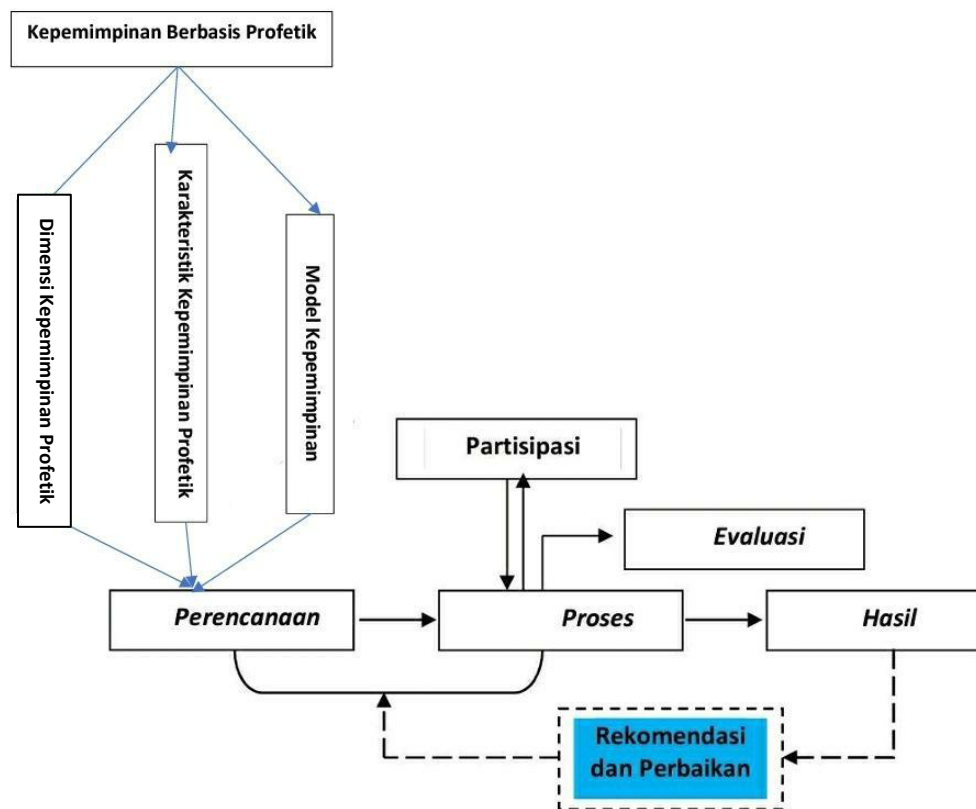 Kepemimpinan Berbasis Profetik
Dimensi Kepemimpinan Profetik
Karakteristik Kepemimpinan Profetik
Model Kepemimpinan
Partisipasi
Evaluasi
Perencanaan
Proses
Hasil
Rekomendasi
dan Perbaikan